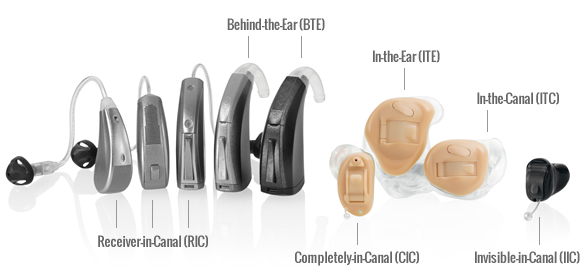 Behind-the-Ear (BTE)
In-the-Ear (ITE)
In-the-Canal (ITC)
Receiver-in-Canal (RIC)
Completely-in-Canal (CIC)
Invisible-in-Canal (IIC)